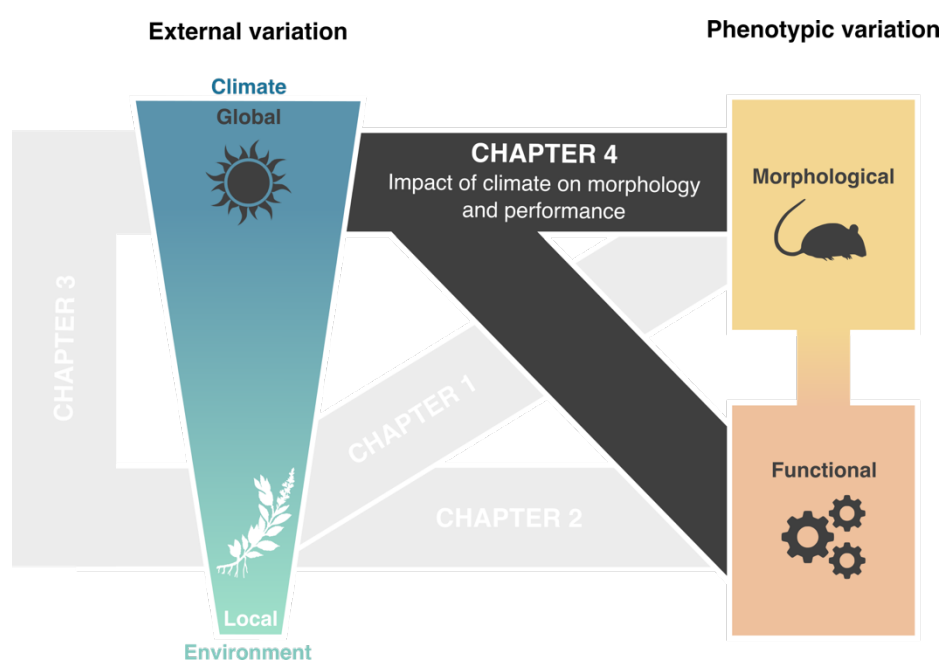 External variation
Phenotypic variation
Climate
Global
CHAPTER 4
Impact of climate on morphology
and performance
Morphological
CHAPTER 3
CHAPTER 1
CHAPTER 2
Functional
Local
Environment